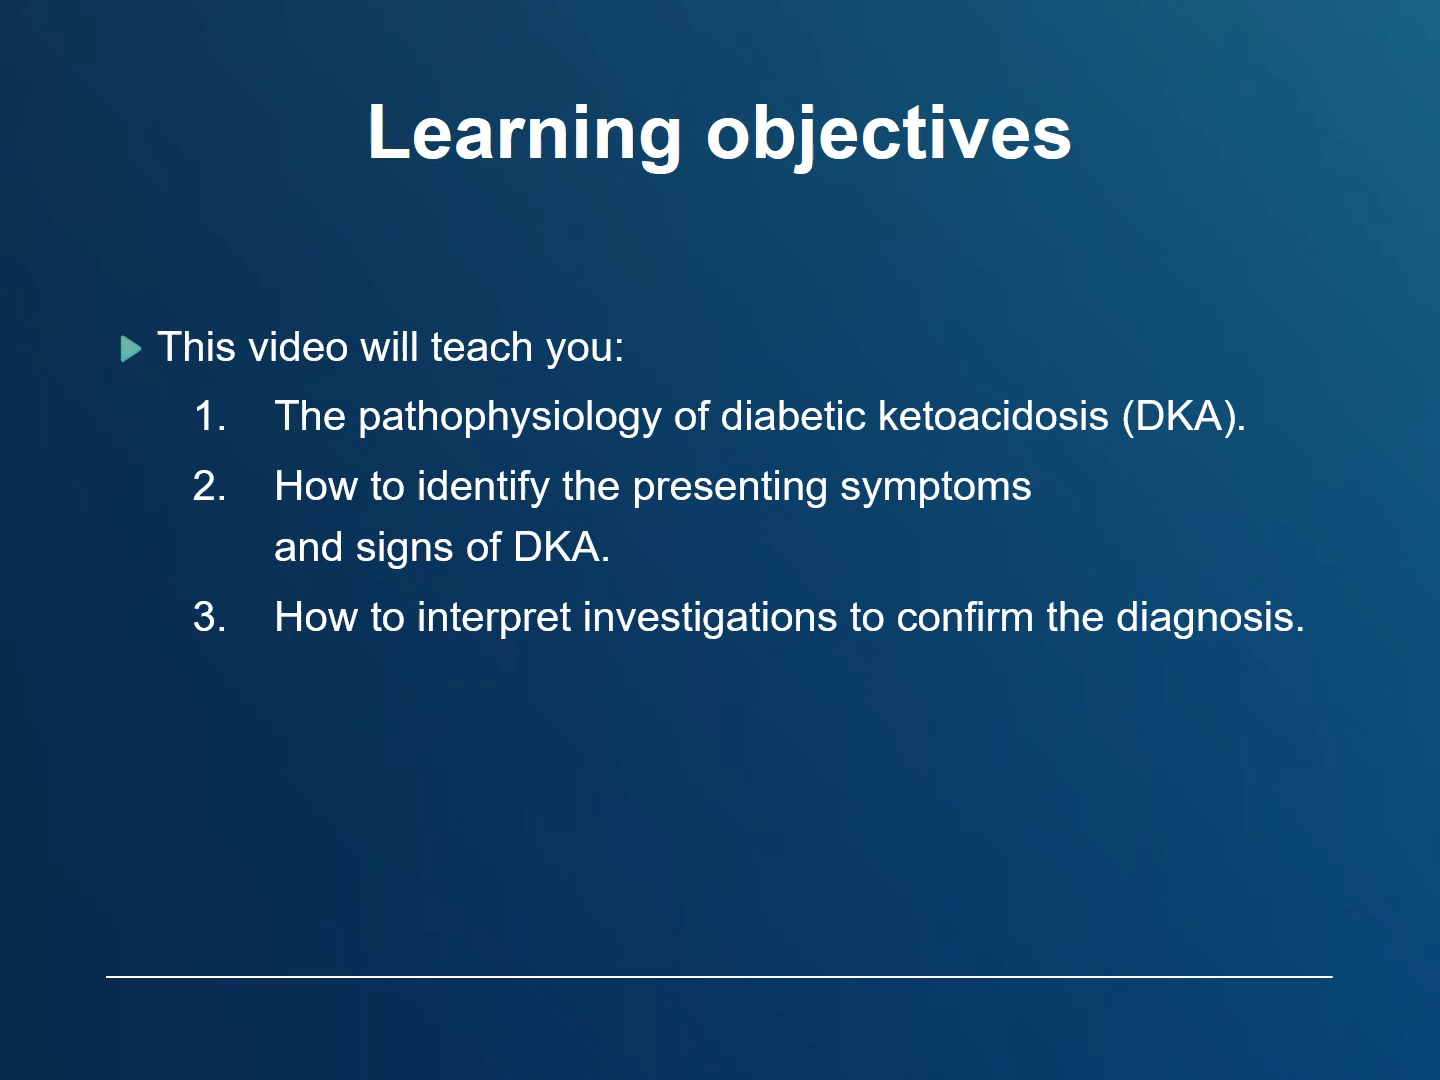 Learning objectives
This video will teach you:
1. The pathophysiology of diabetic ketoacidosis (DKA).
2. How to identify the presenting symptoms
and signs of DKA.
3. How to interpret investigations to confirm the diagnosis.